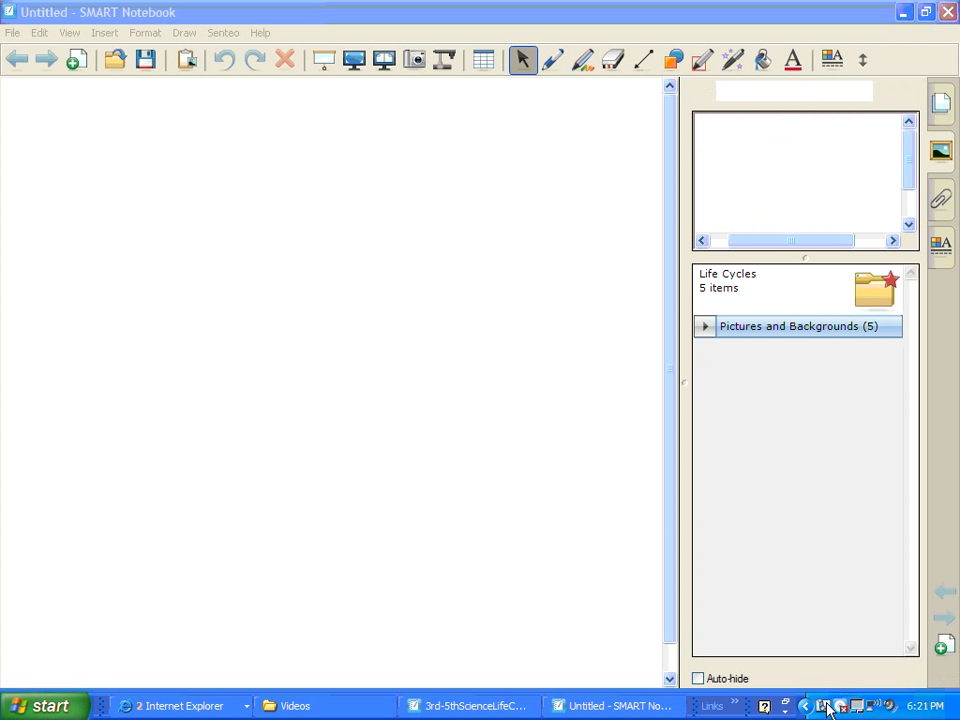 Untitled - SMART Notebook
File Edit View Insert Format Draw Senteo Help
Life Cycles
5 items
Pictures and Backgrounds (5)
Auto-hide
start
2 Internet Explorer
Videos
3rd-5thScienceLifeC...
Untitled - SMART No...
Links
6:21 PM